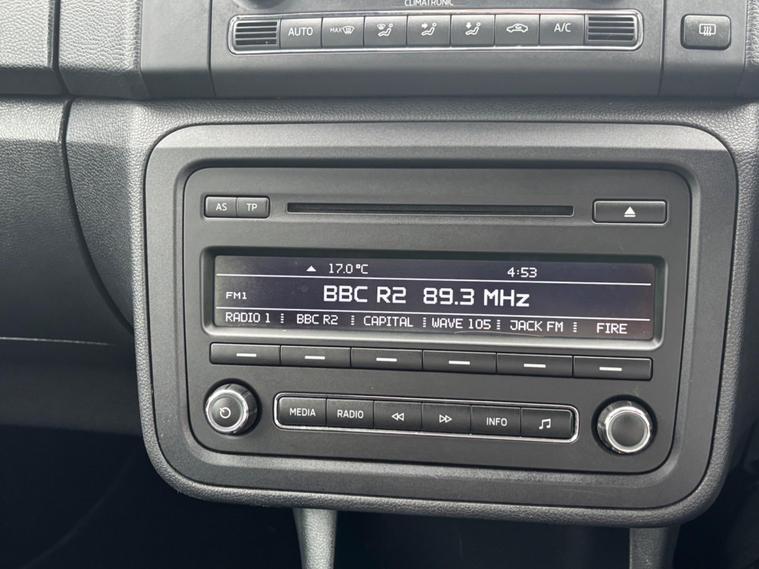 CLIMATRONIC
AUTO MAX A/C
AS TP
17.0°C 4:53
FM1 BBC R2 89.3 MHz
RADIO 1 BBC R2 CAPITAL WAVE 105 JACK FM FIRE
MEDIA RADIO INFO